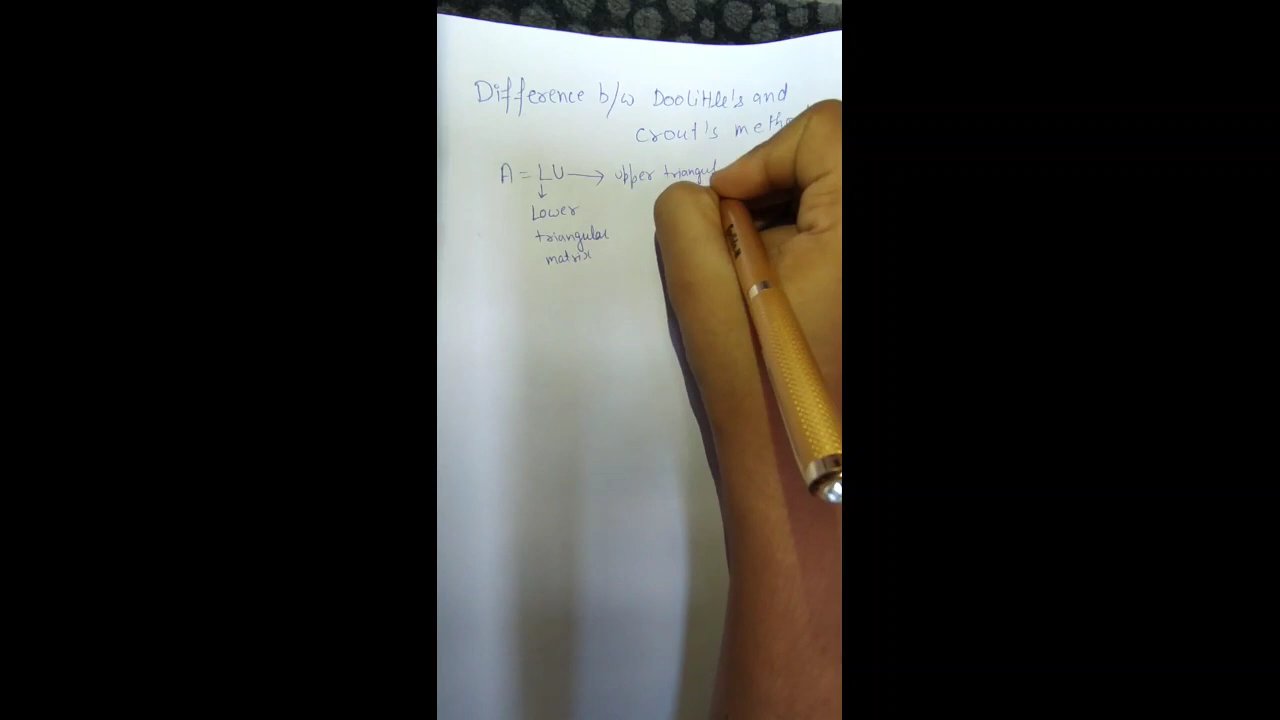 Difference b/w Doolittle's and
Crout's
A = LU → upper
↓
Lower
triangular
matrix